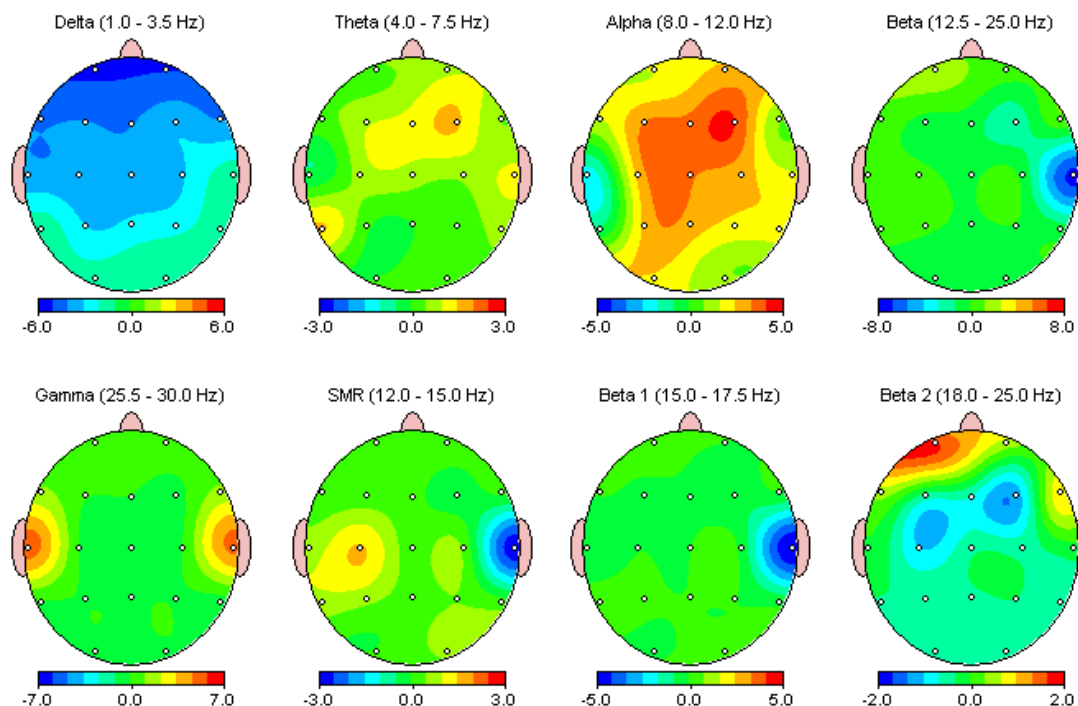 Delta (1.0 - 3.5 Hz)
Theta (4.0 - 7.5 Hz)
Alpha (8.0 - 12.0 Hz)
Beta (12.5 - 25.0 Hz)
-6.0 0.0 6.0
-3.0 0.0 3.0
-5.0 0.0 5.0
-8.0 0.0 8.0
Gamma (25.5 - 30.0 Hz)
SMR (12.0 - 15.0 Hz)
Beta 1 (15.0 - 17.5 Hz)
Beta 2 (18.0 - 25.0 Hz)
-7.0 0.0 7.0
-3.0 0.0 3.0
-5.0 0.0 5.0
-2.0 0.0 2.0